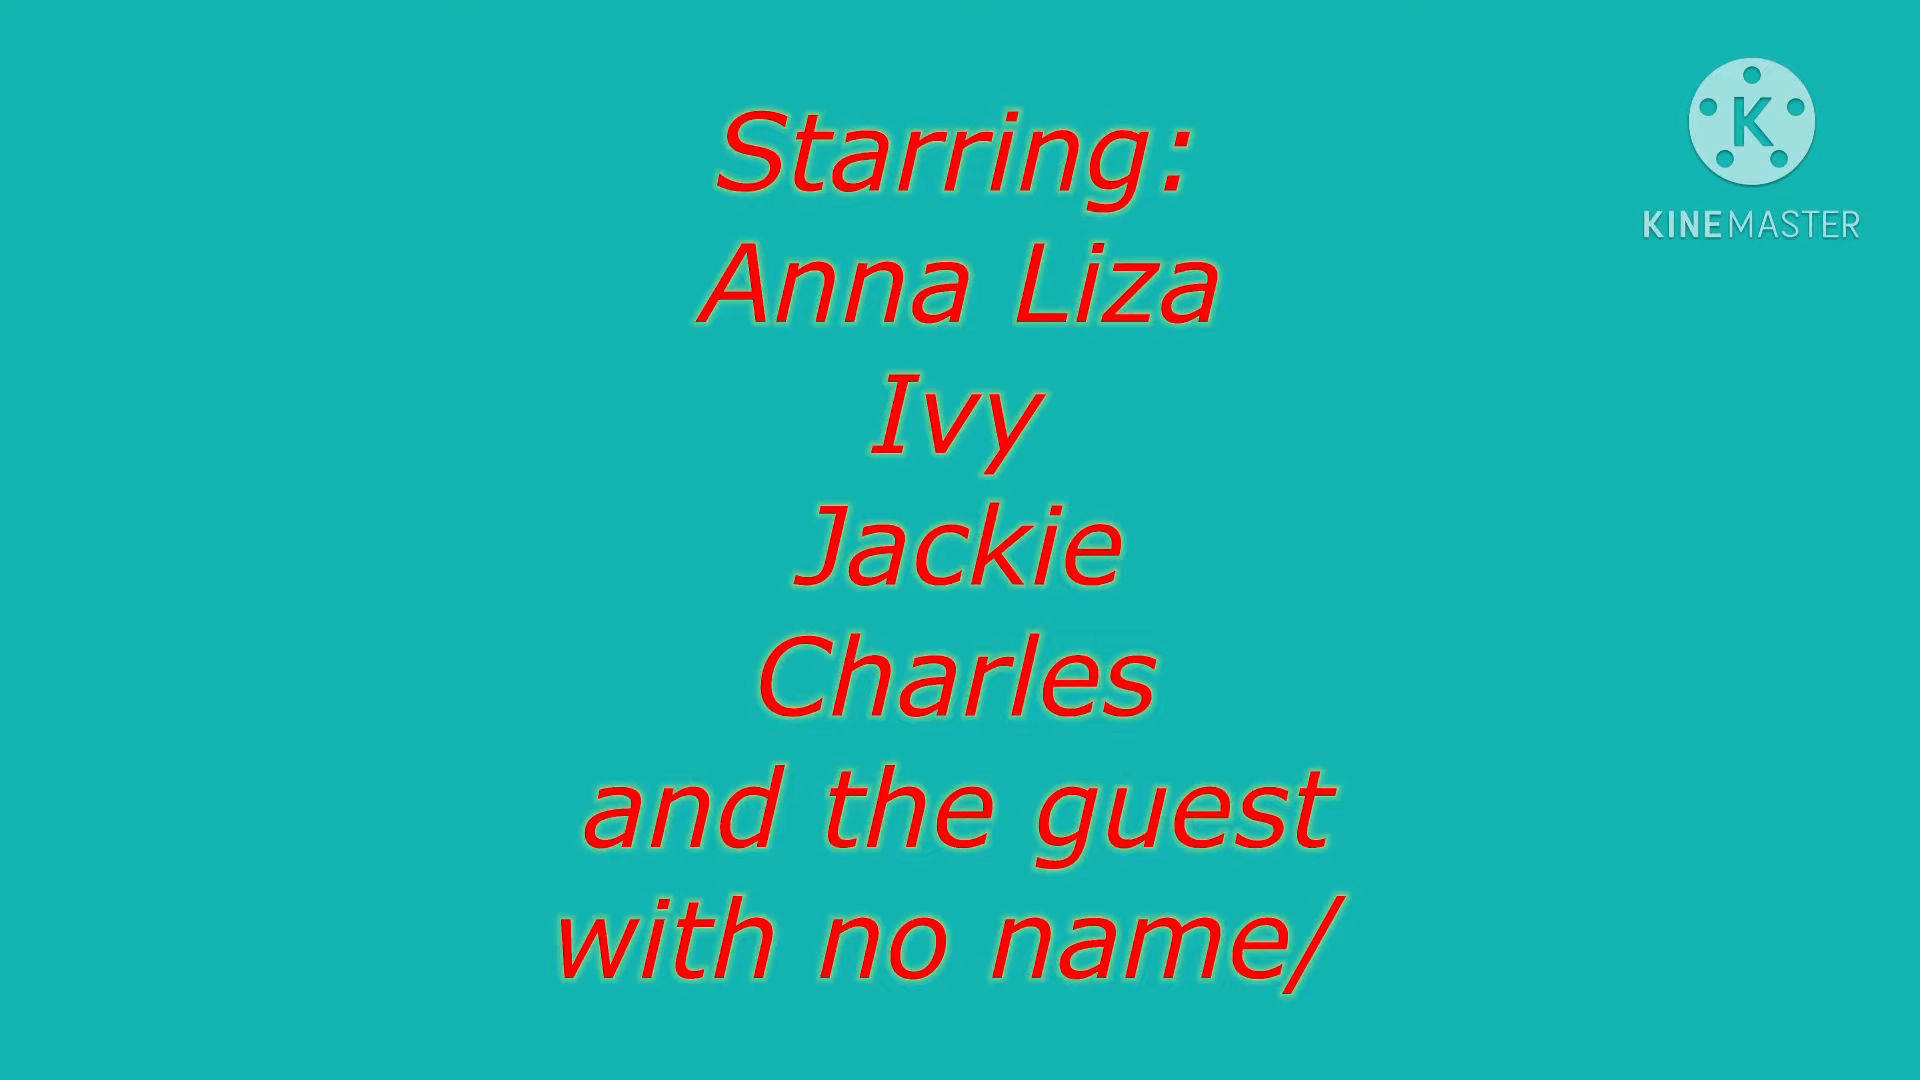 Starring:
Anna Liza
Ivy
Jackie
Charles
and the guest
with no name/
K
KINEMASTER